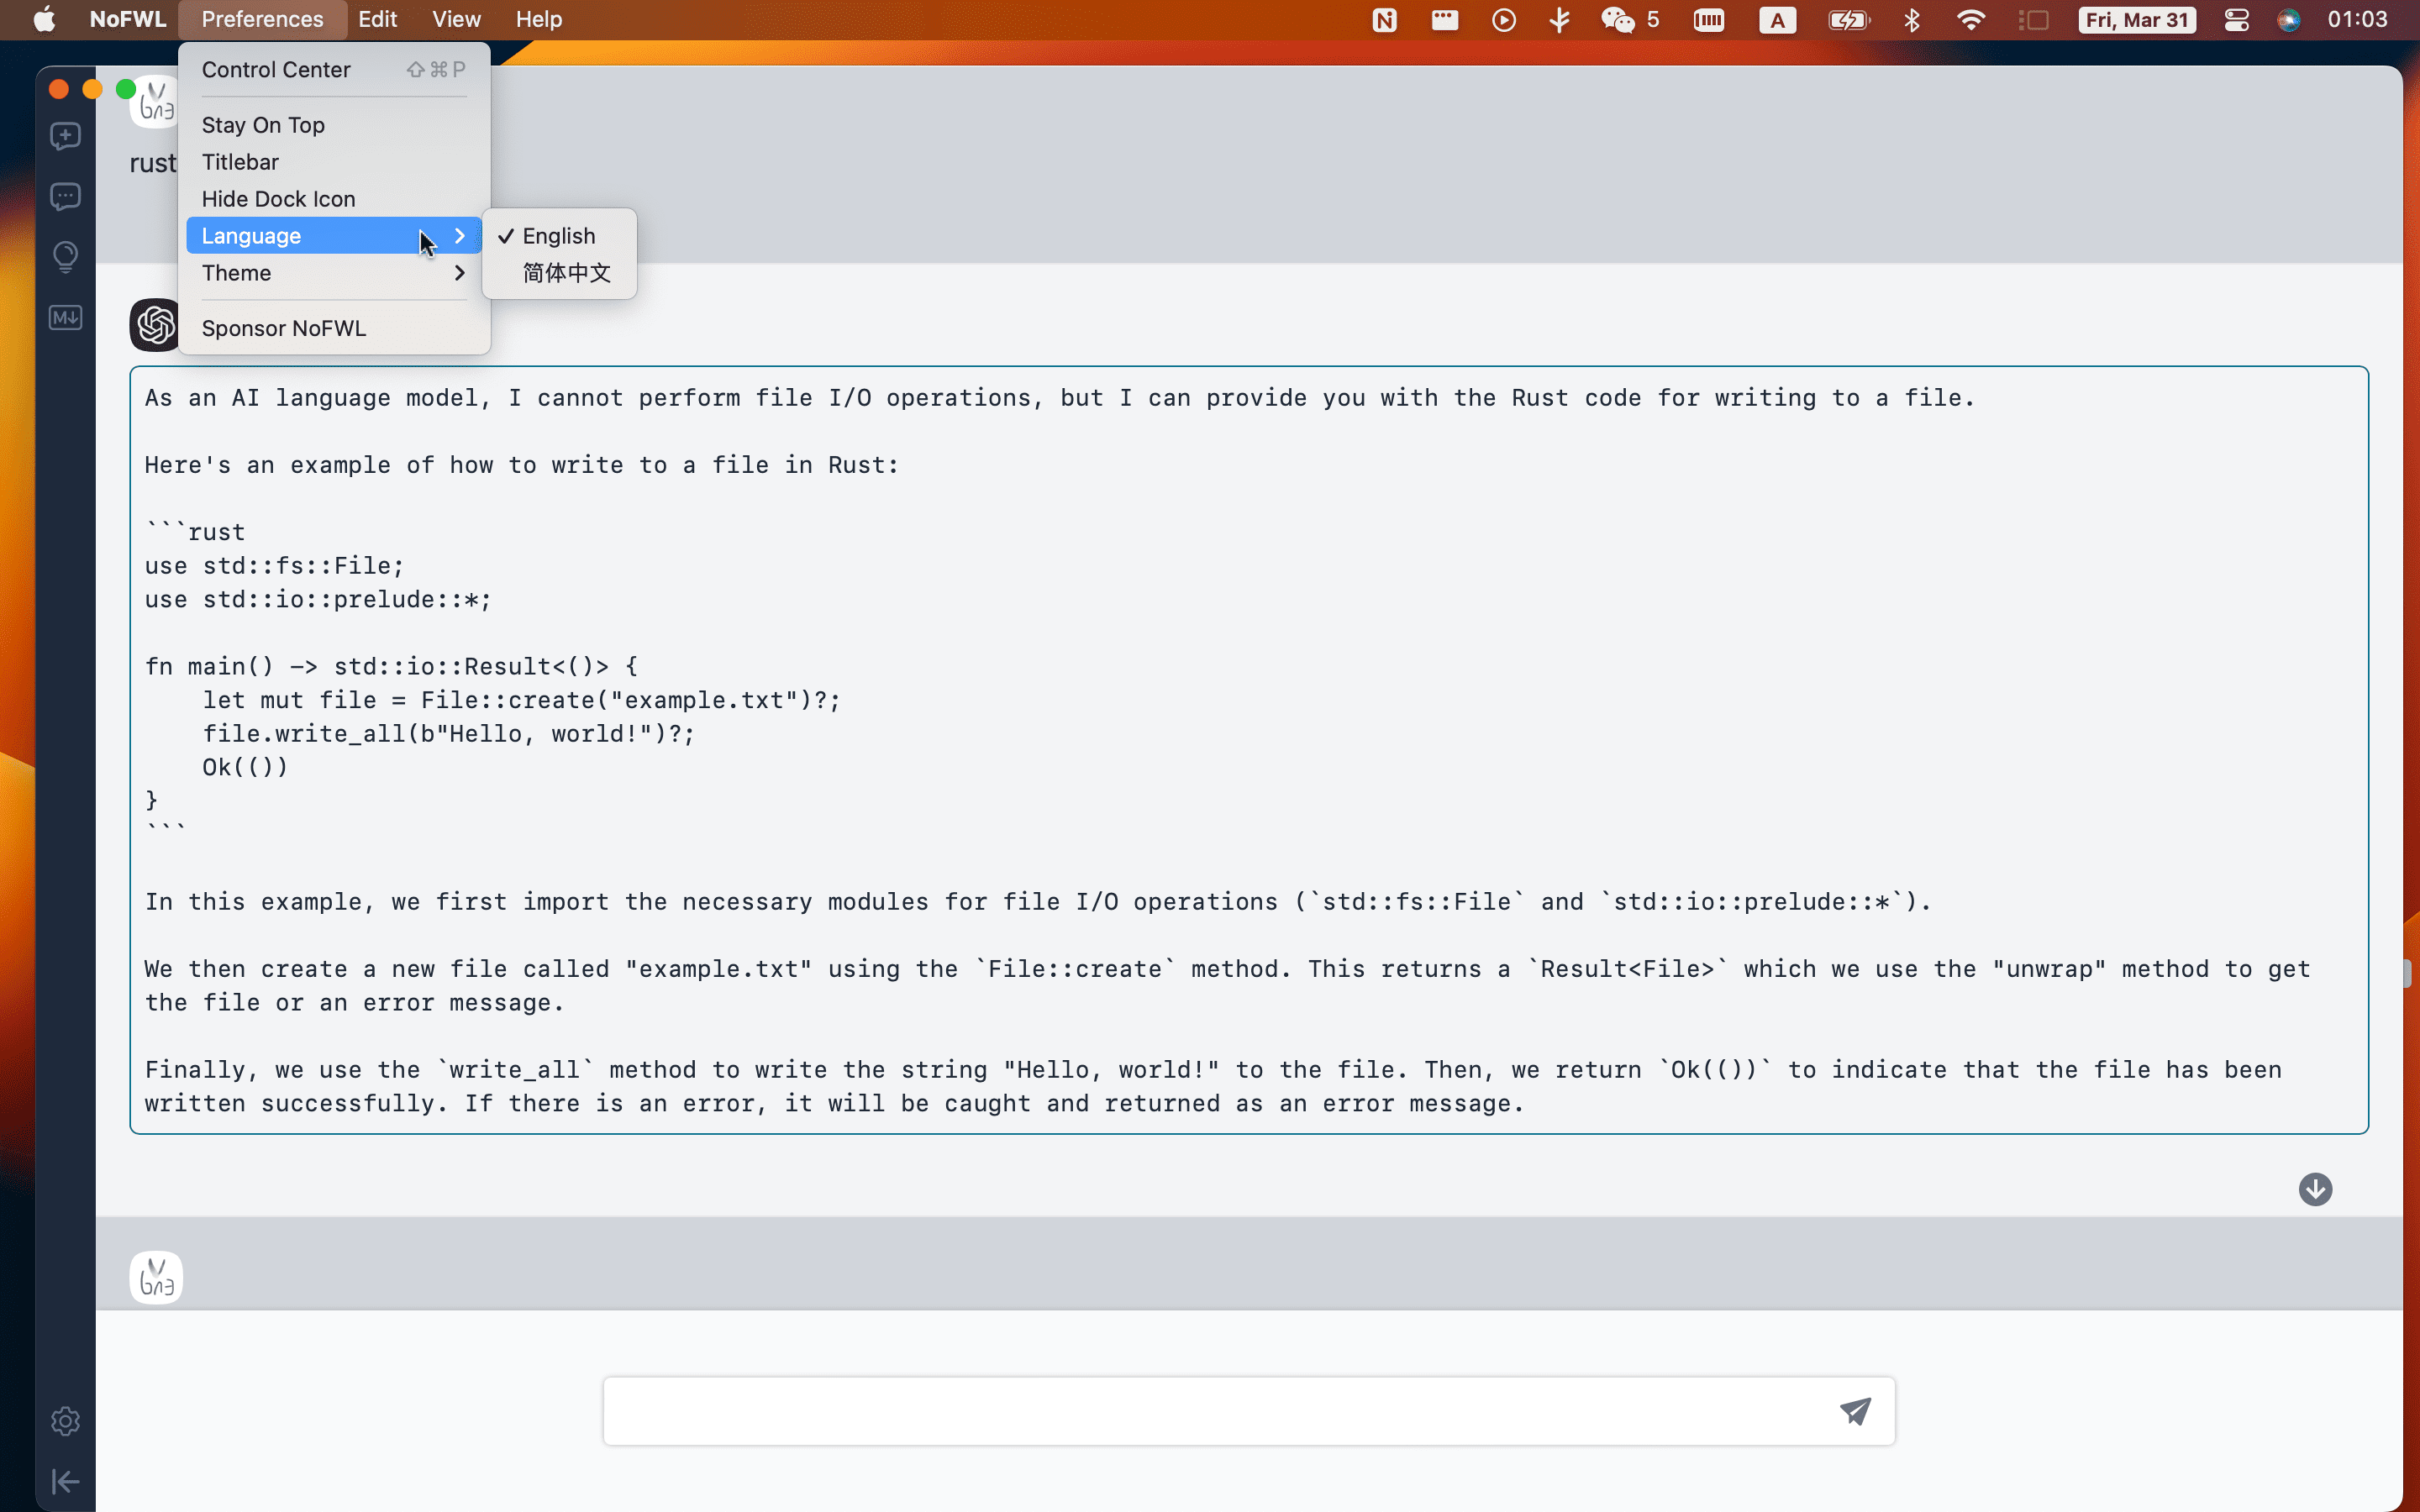 NoFWL Preferences Edit View Help 5 A Fri, Mar 31 01:03
Control Center ⇧⌘P
Stay On Top
Titlebar
Hide Dock Icon
Language
Theme
Sponsor NoFWL
✓ English
简体中文
rust
M↓
As an AI language model, I cannot perform file I/O operations, but I can provide you with the Rust code for writing to a file.
Here's an example of how to write to a file in Rust:
```rust
use std::fs::File;
use std::io::prelude::*;
fn main() -> std::io::Result<()> {
    let mut file = File::create("example.txt")?;
    file.write_all(b"Hello, world!")?;
    Ok(())
}
```
In this example, we first import the necessary modules for file I/O operations (`std::fs::File` and `std::io::prelude::*`).
We then create a new file called "example.txt" using the `File::create` method. This returns a `Result<File>` which we use the "unwrap" method to get
the file or an error message.
Finally, we use the `write_all` method to write the string "Hello, world!" to the file. Then, we return `Ok(())` to indicate that the file has been
written successfully. If there is an error, it will be caught and returned as an error message.